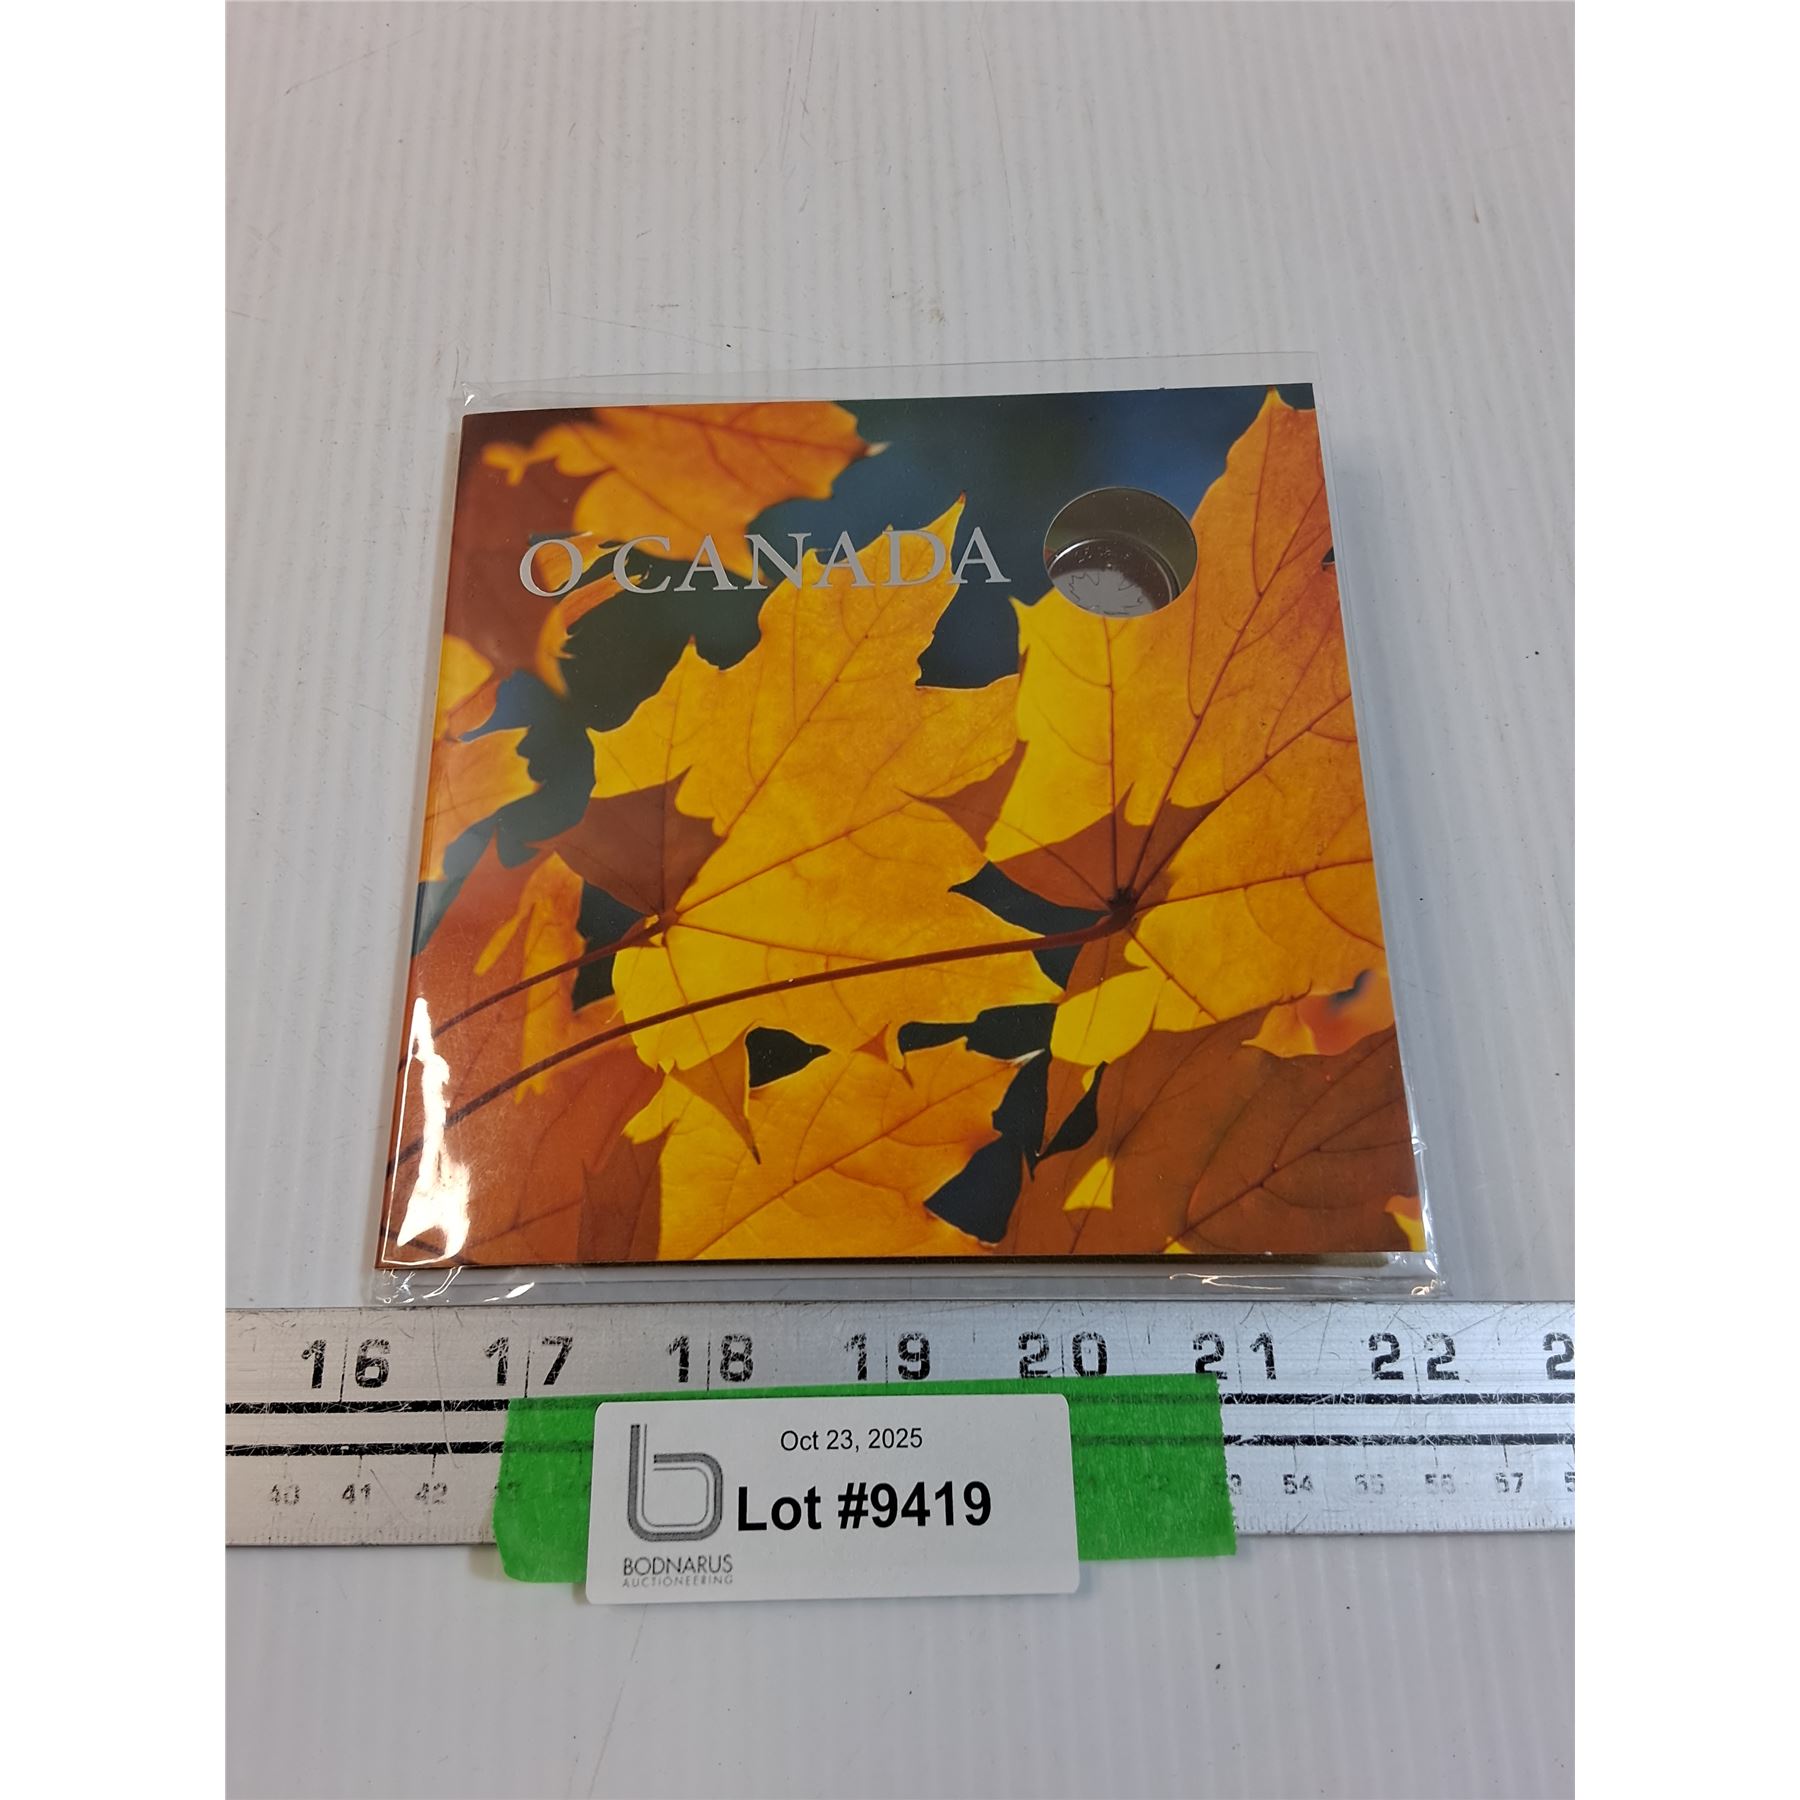 O CANADA
16 17 18 19 20 21 22
40 41 42 54 55 56 57
Oct 23, 2025
Lot #9419
BODNARUS
AUCTIONEERING